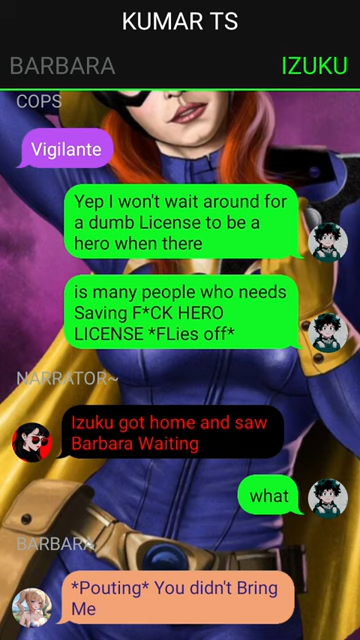 KUMAR TS
BARBARA
IZUKU
COPS
Vigilante
Yep I won't wait around for
a dumb License to be a
hero when there
is many people who needs
Saving F*CK HERO
LICENSE *FLies off*
NARRATOR~
Izuku got home and saw
Barbara Waiting
what
BARBARA
*Pouting* You didn't Bring
Me